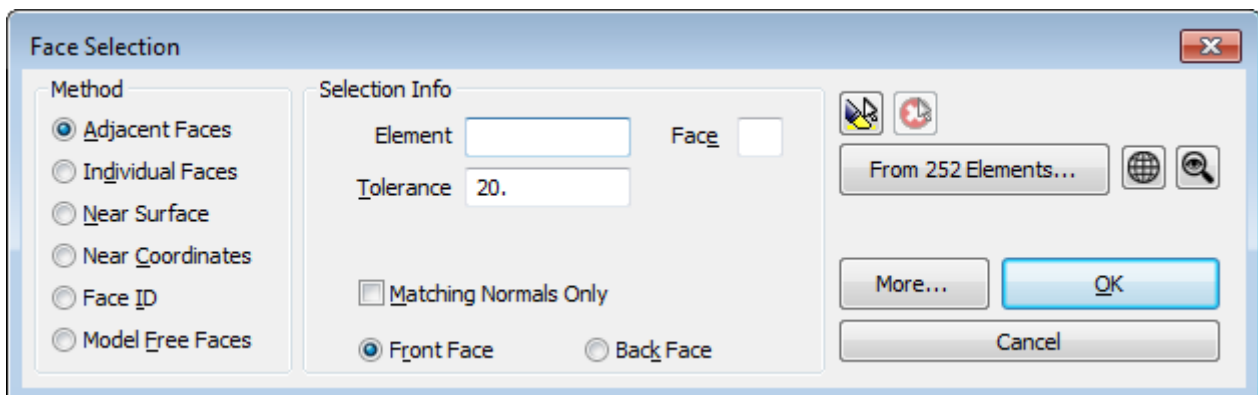 Face Selection
Method
Adjacent Faces
Individual Faces
Near Surface
Near Coordinates
Face ID
Model Free Faces
Selection Info
Element
Face
Tolerance 20.
Matching Normals Only
Front Face
Back Face
From 252 Elements...
More...
OK
Cancel